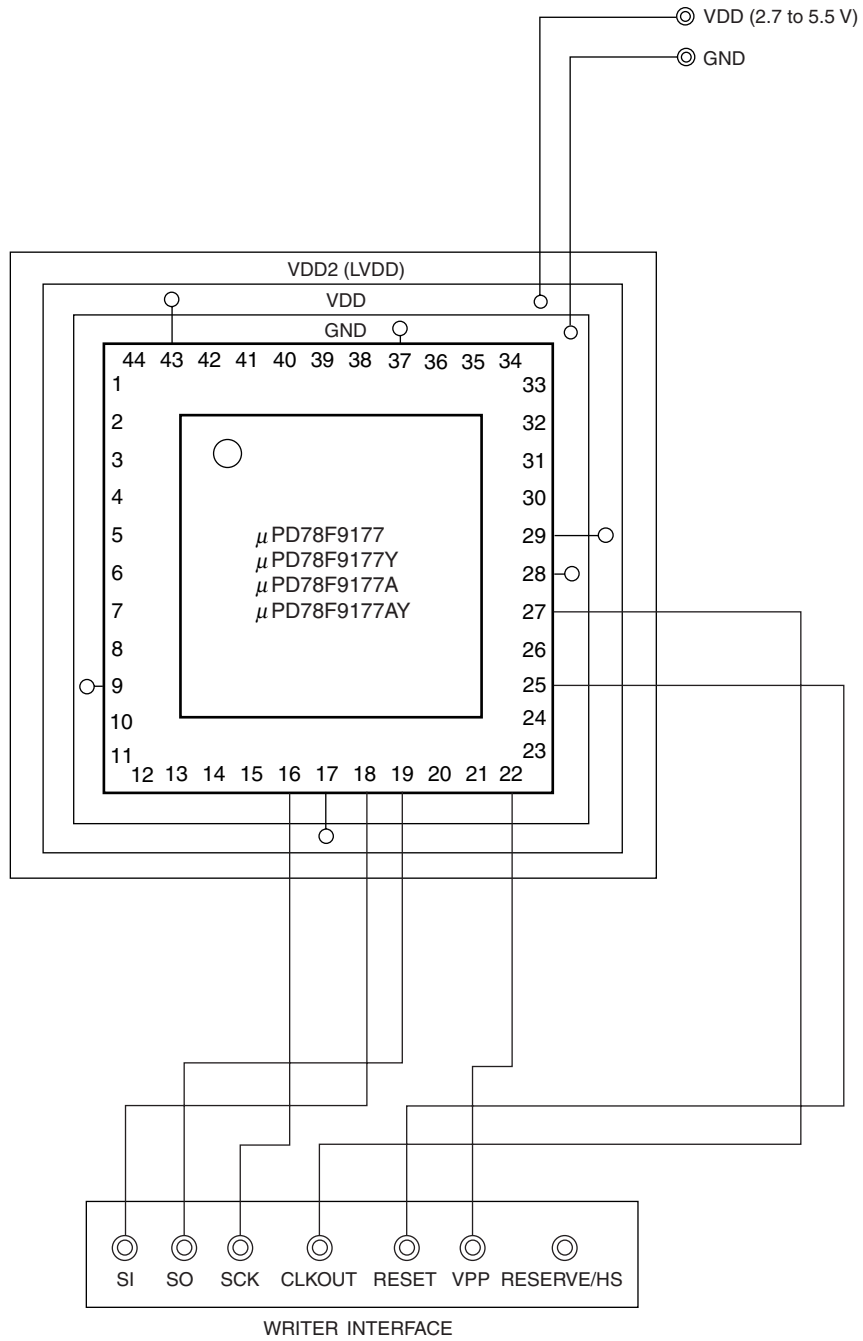 VDD (2.7 to 5.5 V)
GND
VDD2 (LVDD)
VDD
GND
44 43 42 41 40 39 38 37 36 35 34
1 33
2 32
3 31
4 30
5 29
6 28
7 27
8 26
9 25
10 24
11 23
12 13 14 15 16 17 18 19 20 21 22
μPD78F9177
μPD78F9177Y
μPD78F9177A
μPD78F9177AY
SI SO SCK CLKOUT RESET VPP RESERVE/HS
WRITER INTERFACE